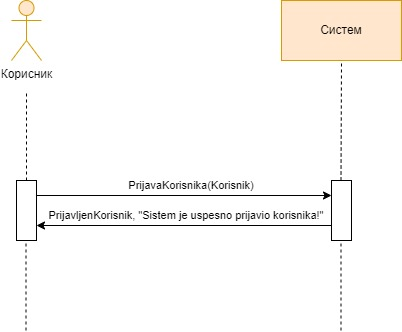 Систем
Корисник
PrijavaKorisnika(Korisnik)
PrijavljenKorisnik, "Sistem je uspesno prijavio korisnika!"